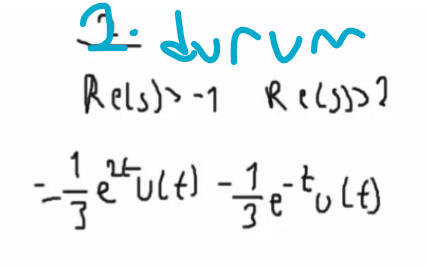 2. durum
Re(s)>-1 Re(s)>2
= -1/3 e^2t u(t) - 1/3 e^-t u(t)